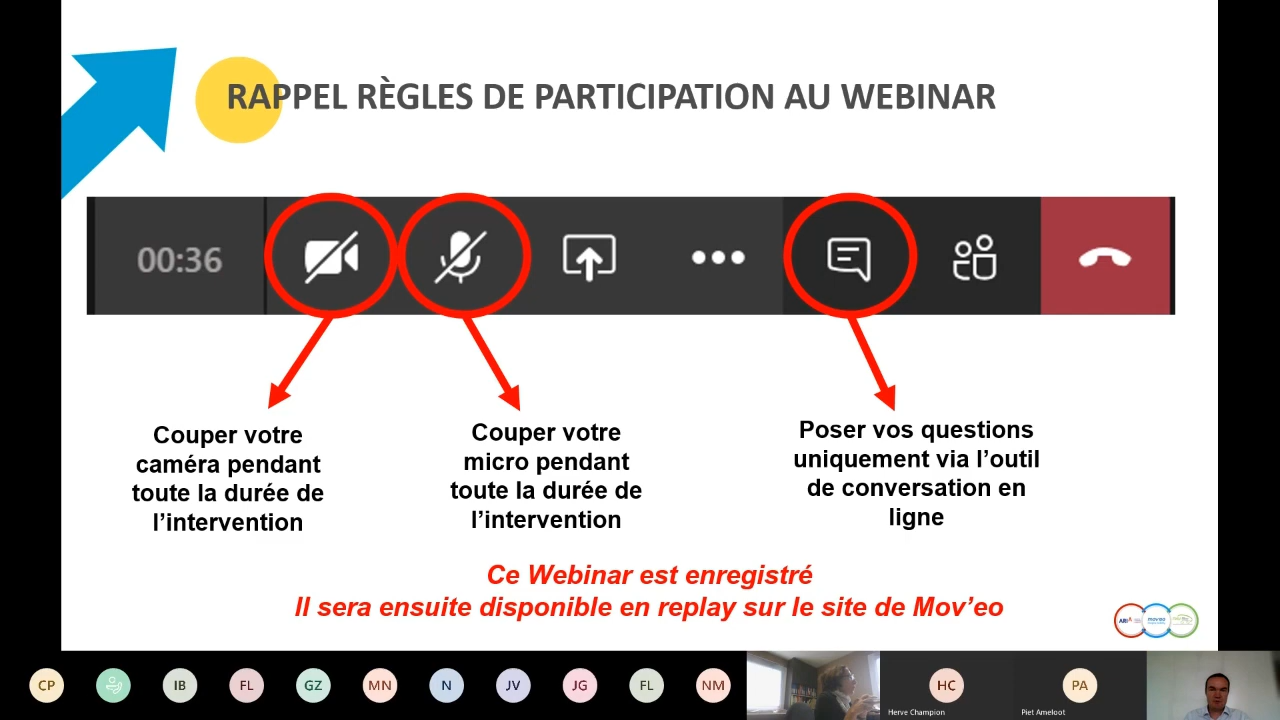 RAPPEL RÈGLES DE PARTICIPATION AU WEBINAR
00:36
Couper votre
caméra pendant
toute la durée de
l'intervention
Couper votre
micro pendant
toute la durée de
l'intervention
Poser vos questions
uniquement via l'outil
de conversation en
ligne
Ce Webinar est enregistré
Il sera ensuite disponible en replay sur le site de Mov'eo
mov'eo
CP
IB
FL
GZ
MN
N
JV
JG
FL
NM
HC
Herve Champion
PA
Piet Ameloot